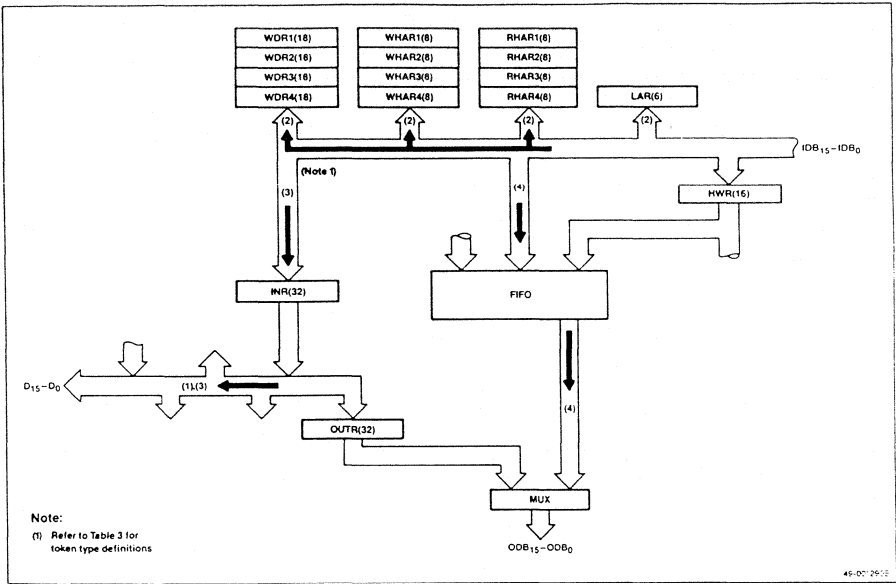 WDR1(16) WHAR1(8) RHAR1(8)
WDR2(16) WHAR2(8) RHAR2(8)
WDR3(16) WHAR3(8) RHAR3(8)
WDR4(16) WHAR4(8) RHAR4(8) LAR(6)
(2) (2) (2) (2)
IDB15–IDB0
(Note 1)
(3) (4)
HWR(16)
INR(32)
FIFO
D15–D0
(1),(3)
(4)
OUTR(32)
MUX
Note:
(1) Refer to Table 3 for
token type definitions
ODB15–ODB0